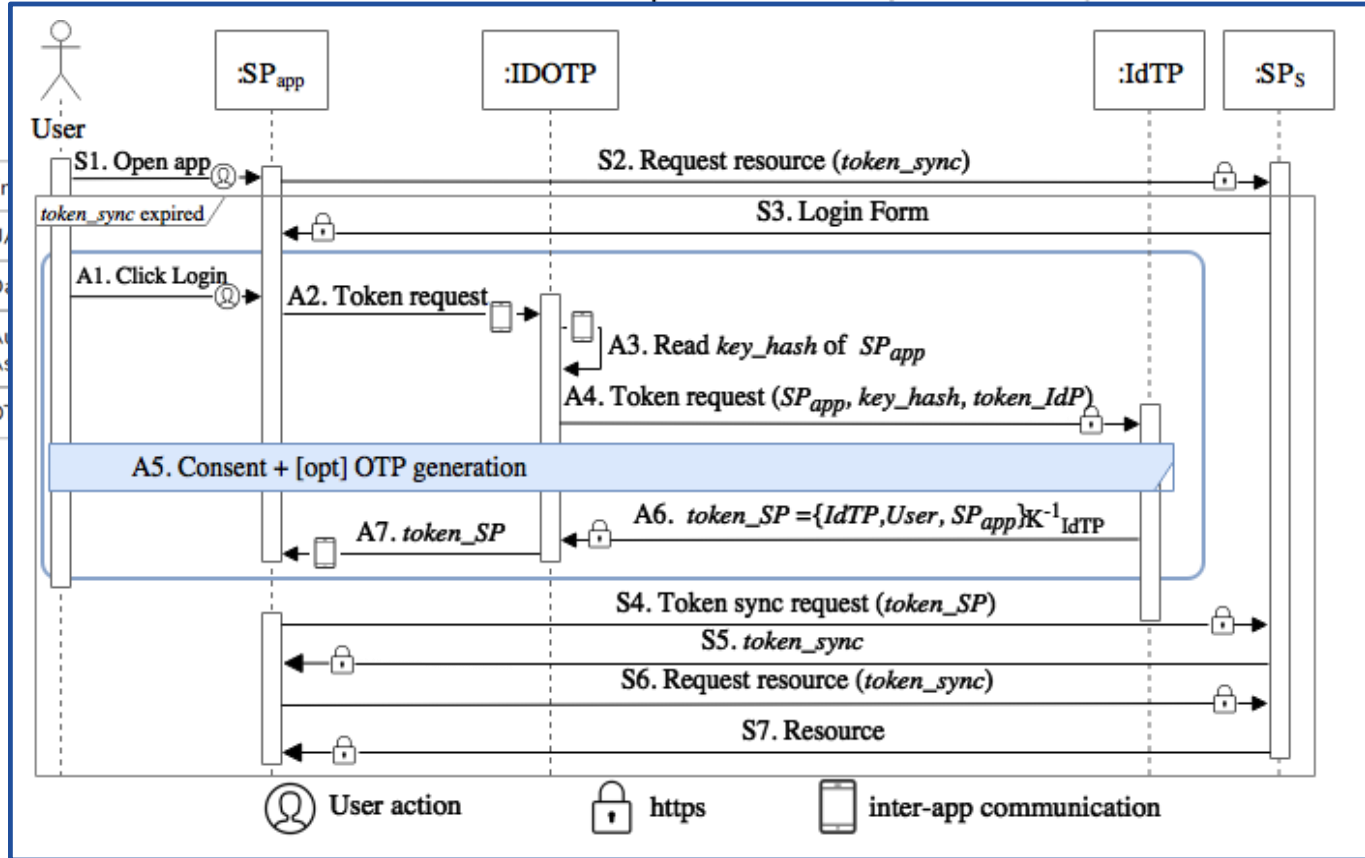 :SPapp
:IDOTP
:IdTP
:SPS
User
S1. Open app
S2. Request resource (token_sync)
token_sync expired
S3. Login Form
A1. Click Login
A2. Token request
A3. Read key_hash of SPapp
A4. Token request (SPapp, key_hash, token_IdP)
A5. Consent + [opt] OTP generation
A6. token_SP ={IdTP,User, SPapp}K-1IdTP
A7. token_SP
S4. Token sync request (token_SP)
S5. token_sync
S6. Request resource (token_sync)
S7. Resource
User action
https
inter-app communication